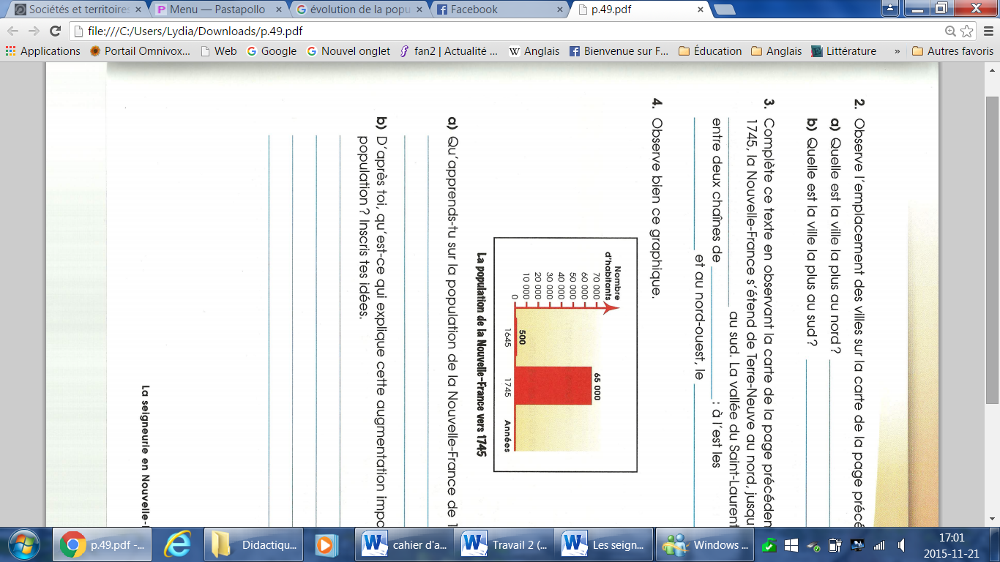 Sociétés et territoires
Menu — Pastapollo
évolution de la popu
Facebook
p.49.pdf
file:///C:/Users/Lydia/Downloads/p.49.pdf
Applications
Portail Omnivox...
Web
Google
Nouvel onglet
fan2 | Actualité ...
Anglais
Bienvenue sur F...
Éducation
Anglais
Littérature
»
Autres favoris
2. Observe l'emplacement des villes sur la carte de la page précé
a) Quelle est la ville la plus au nord ?
b) Quelle est la ville la plus au sud ?
3. Complète ce texte en observant la carte de la page précéden
1745, la Nouvelle-France s'étend de Terre-Neuve au nord, jusqu
au sud. La vallée du Saint-Laurent
entre deux chaînes de : à l'est les
et au nord-ouest, le
4. Observe bien ce graphique.
Nombre
d'habitants
70 000
60 000
50 000
40 000
30 000
20 000
10 000
0
500
65 000
1645
1745
Années
La population de la Nouvelle-France vers 1745
a) Qu'apprends-tu sur la population de la Nouvelle-France de 1
b) D'après toi, qu'est-ce qui explique cette augmentation impo
population ? Inscris tes idées.
La seigneurie en Nouvelle-
p.49.pdf -...
Didactiqu...
cahier d'a...
Travail 2 (...
Les seign...
Windows ...
17:01
2015-11-21